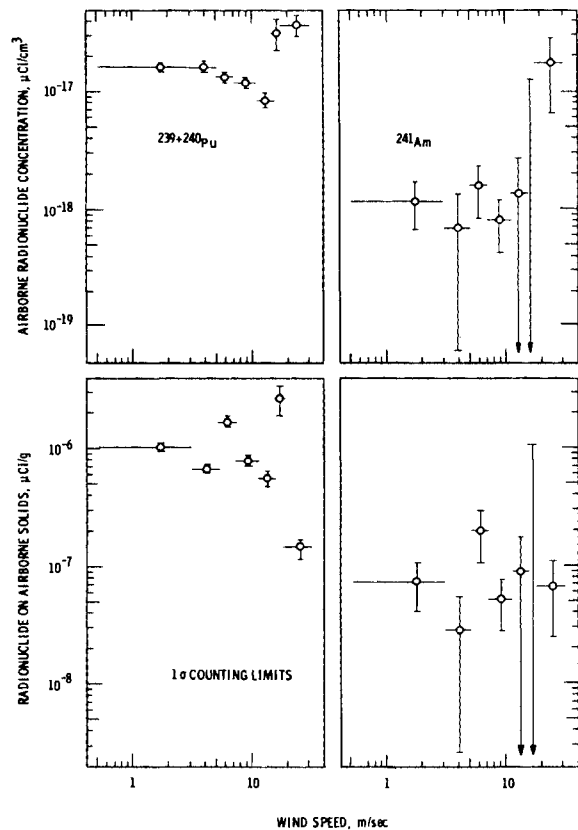 AIRBORNE RADIONUCLIDE CONCENTRATION, μCi/cm³
10⁻¹⁷
10⁻¹⁸
10⁻¹⁹
²³⁹⁺²⁴⁰Pu
²⁴¹Am
RADIONUCLIDE ON AIRBORNE SOLIDS, μCi/g
10⁻⁶
10⁻⁷
10⁻⁸
1 σ COUNTING LIMITS
1
10
1
10
WIND SPEED, m/sec